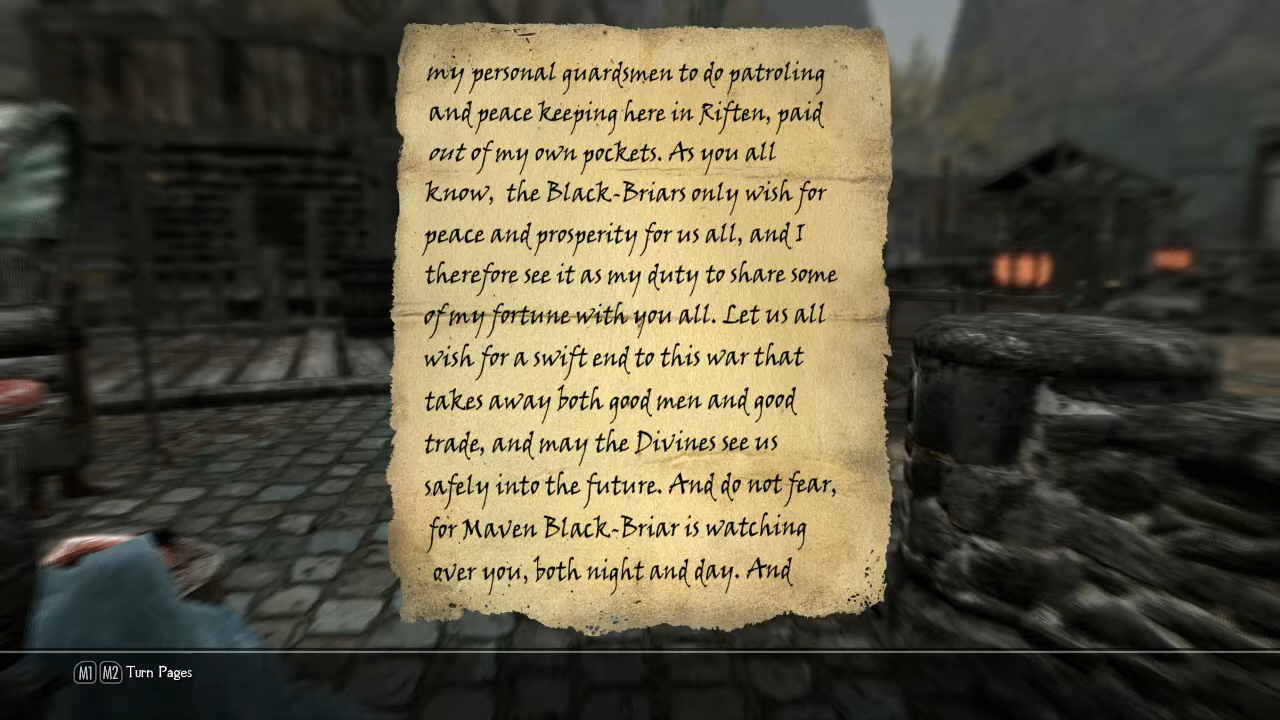 my personal guardsmen to do patroling
and peace keeping here in Riften, paid
out of my own pockets. As you all
know, the Black-Briars only wish for
peace and prosperity for us all, and I
therefore see it as my duty to share some
of my fortune with you all. Let us all
wish for a swift end to this war that
takes away both good men and good
trade, and may the Divines see us
safely into the future. And do not fear,
for Maven Black-Briar is watching
over you, both night and day. And
M1 M2 Turn Pages